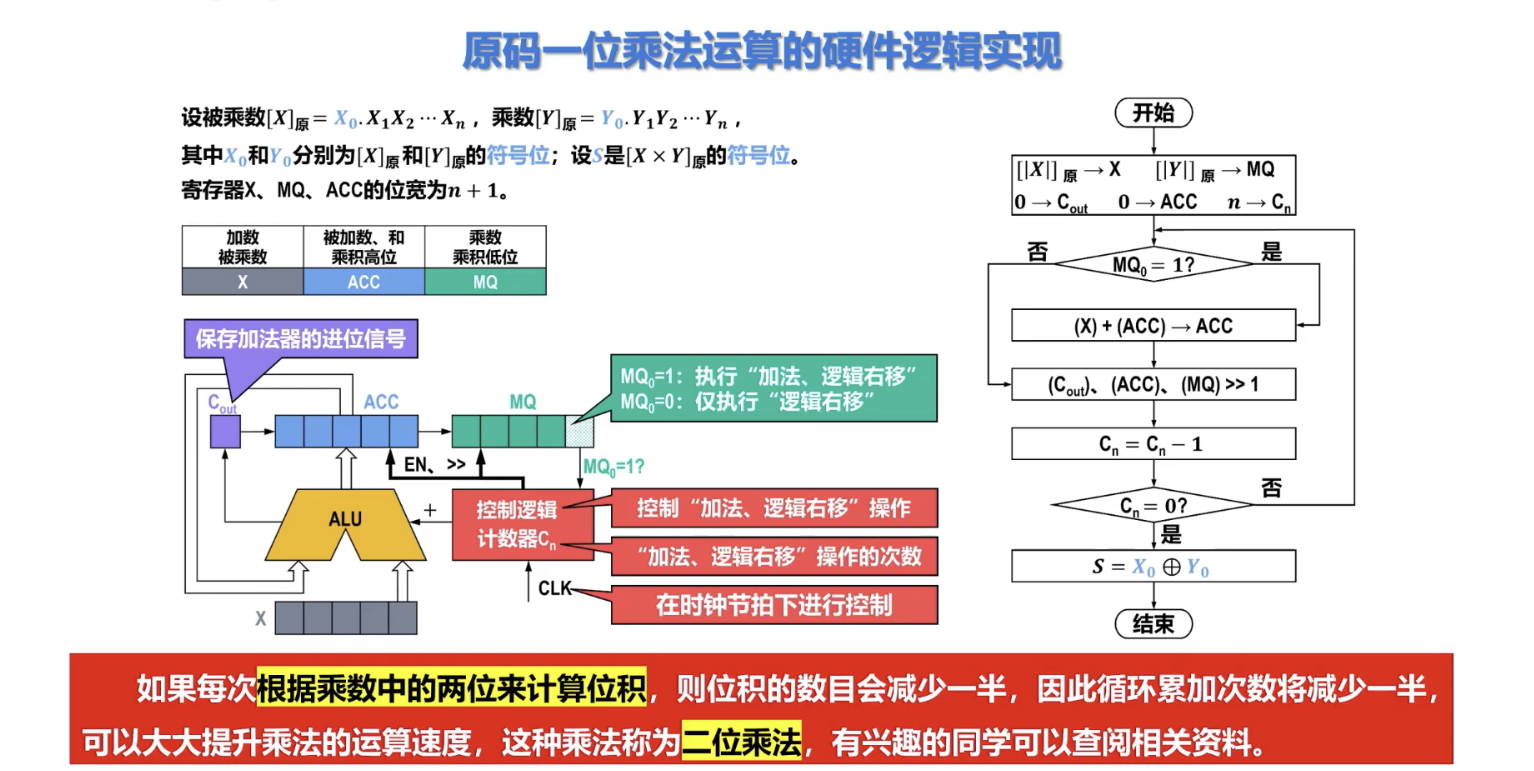 原码一位乘法运算的硬件逻辑实现
设被乘数[X]原 = X₀.X₁X₂ ⋯ Xₙ ，乘数[Y]原 = Y₀.Y₁Y₂ ⋯ Yₙ ，
其中X₀和Y₀分别为[X]原和[Y]原的符号位；设S是[X × Y]原的符号位。
寄存器X、MQ、ACC的位宽为n + 1。
加数
被乘数
被加数、和
乘积高位
乘数
乘积低位
X
ACC
MQ
保存加法器的进位信号
Cout
ACC
MQ
MQ₀=1：执行“加法、逻辑右移”
MQ₀=0：仅执行“逻辑右移”
EN、>>
MQ₀=1?
ALU
+
控制逻辑
计数器Cₙ
控制“加法、逻辑右移”操作
“加法、逻辑右移”操作的次数
CLK
在时钟节拍下进行控制
X
开始
[|X|]原 → X [|Y|]原 → MQ
0 → Cout 0 → ACC n → Cₙ
否
MQ₀ = 1?
是
(X) + (ACC) → ACC
(Cout)、(ACC)、(MQ) >> 1
Cₙ = Cₙ − 1
Cₙ = 0?
否
是
S = X₀ ⊕ Y₀
结束
如果每次根据乘数中的两位来计算位积，则位积的数目会减少一半，因此循环累加次数将减少一半，
可以大大提升乘法的运算速度，这种乘法称为二位乘法，有兴趣的同学可以查阅相关资料。